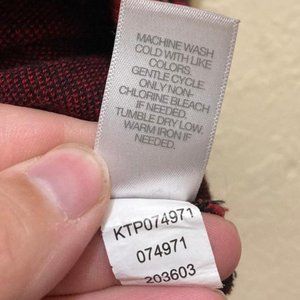 MACHINE WASH
COLD WITH LIKE
COLORS.
GENTLE CYCLE.
ONLY NON-
CHLORINE BLEACH
IF NEEDED.
TUMBLE DRY LOW.
WARM IRON IF
NEEDED.
KTP074971
074971
203603